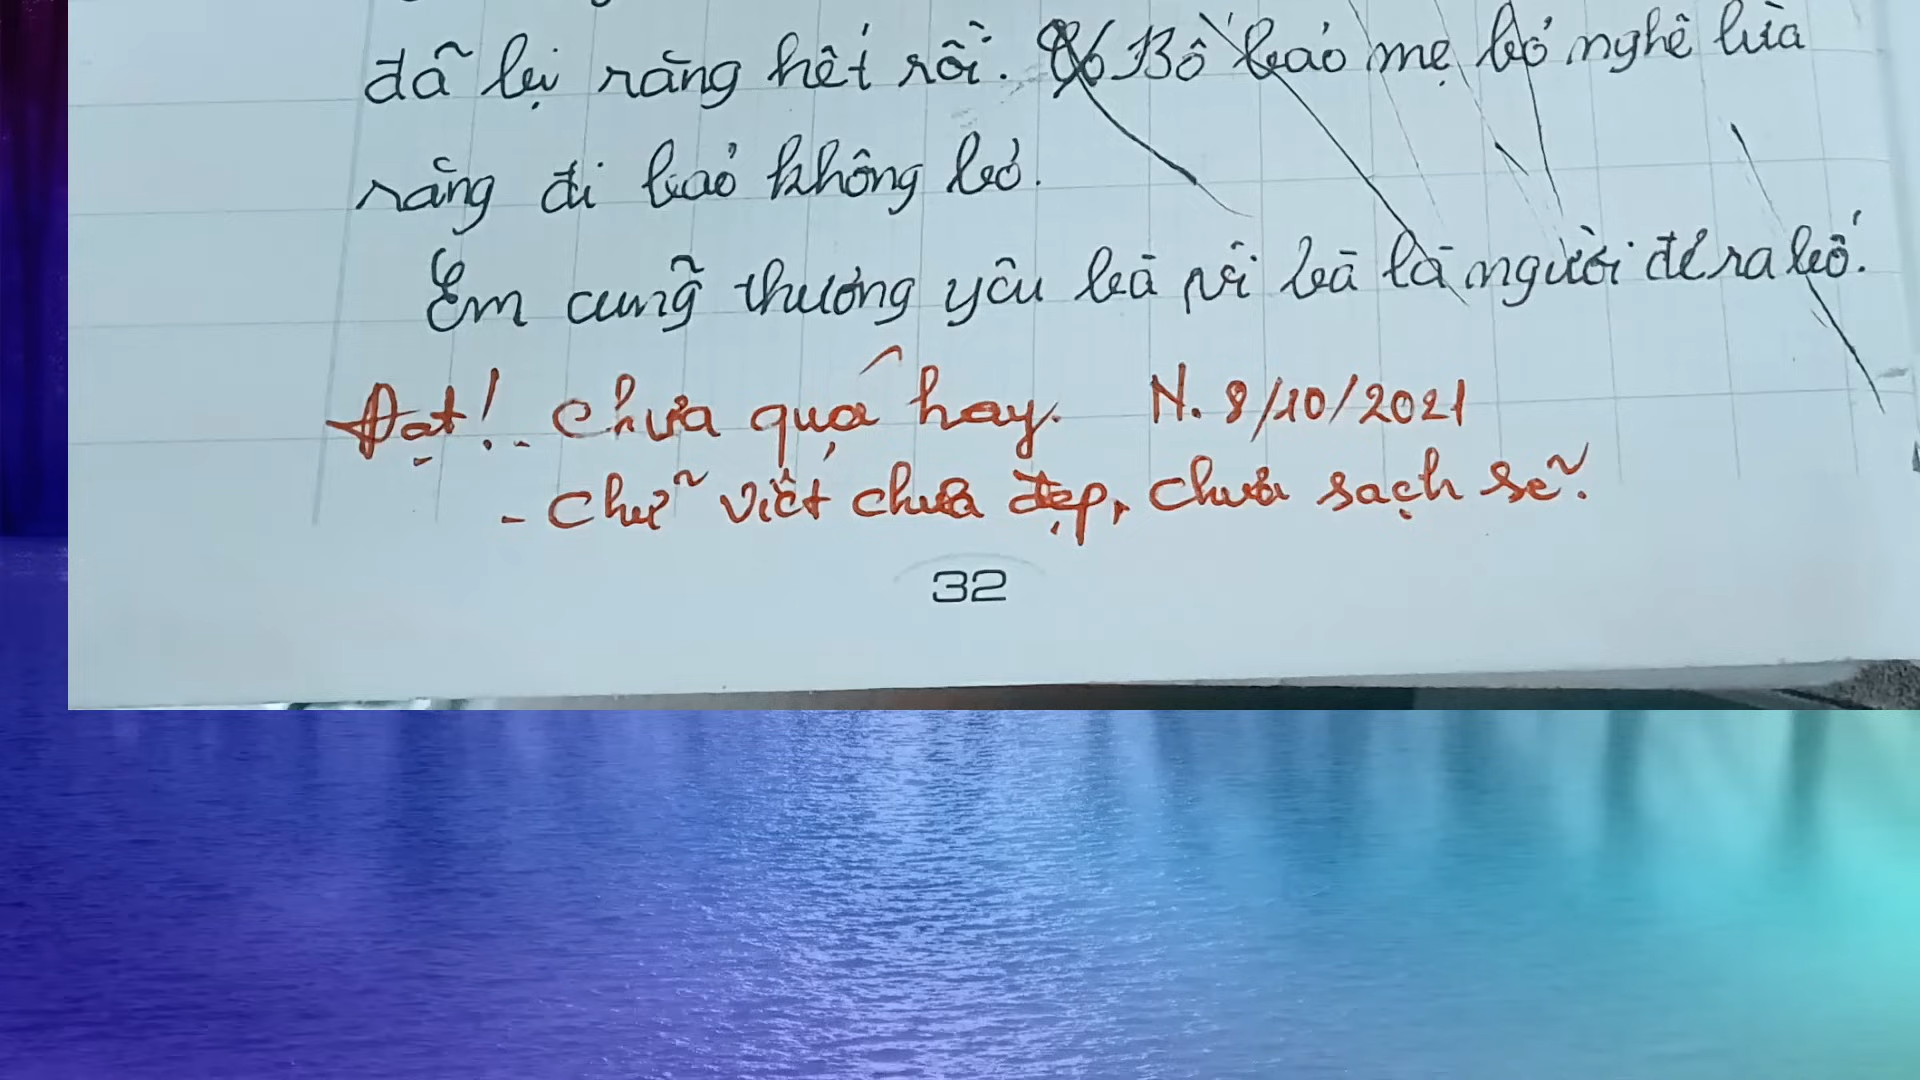 đã bị răng hết rồi. Bố bảo mẹ bỏ nghề lừa
răng đi bảo không bỏ.
Em cũng thương yêu bà vì bà là người đẻ ra bố.
Đạt! - Chưa quá hay. N. 8/10/2021
- Chữ viết chưa đẹp, chưa sạch sẽ.
32